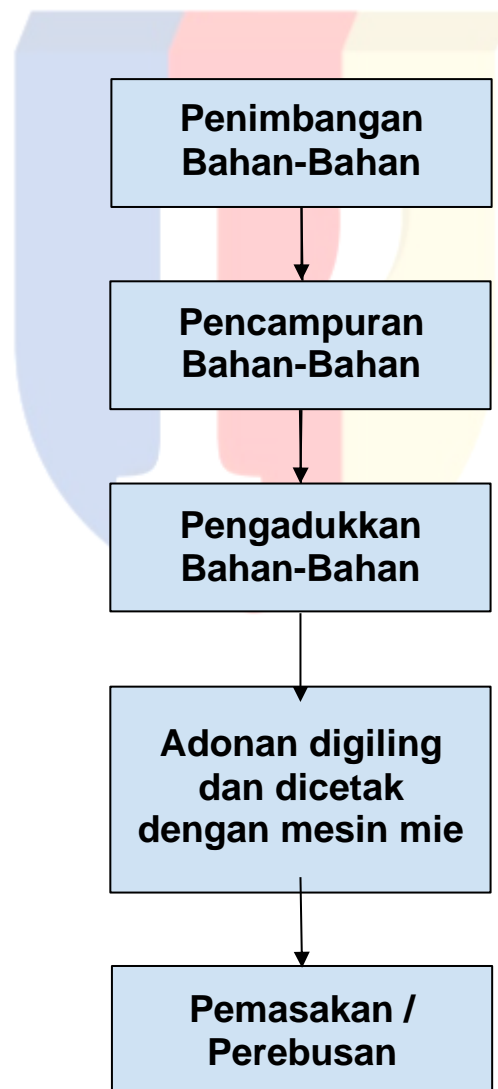 Penimbangan
Bahan-Bahan
Pencampuran
Bahan-Bahan
Pengadukkan
Bahan-Bahan
Adonan digiling
dan dicetak
dengan mesin mie
Pemasakan /
Perebusan